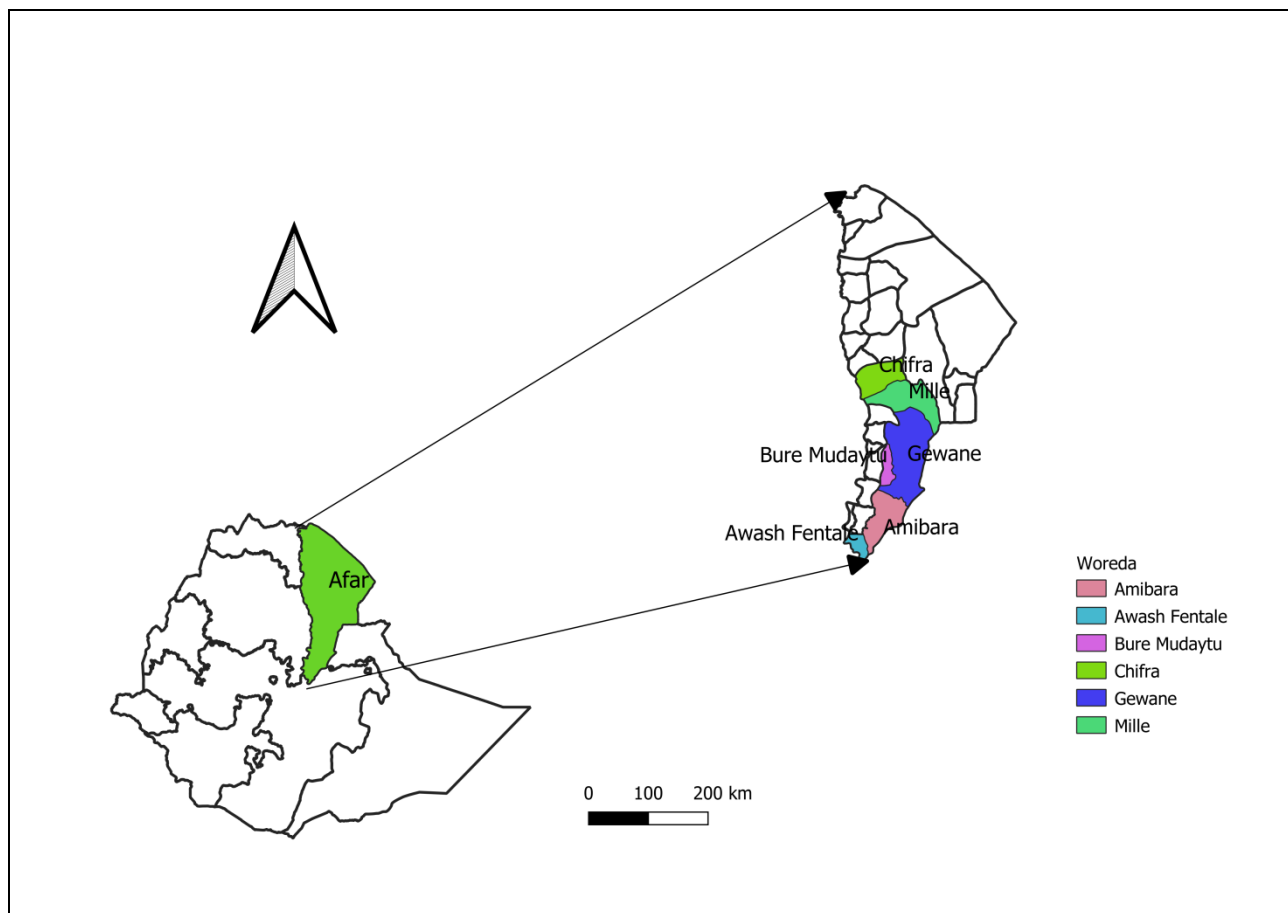 Chifra
Mille
Bure Mudaytu
Gewane
Awash Fentale
Amibara
Afar
Woreda
Amibara
Awash Fentale
Bure Mudaytu
Chifra
Gewane
Mille
0 100 200 km